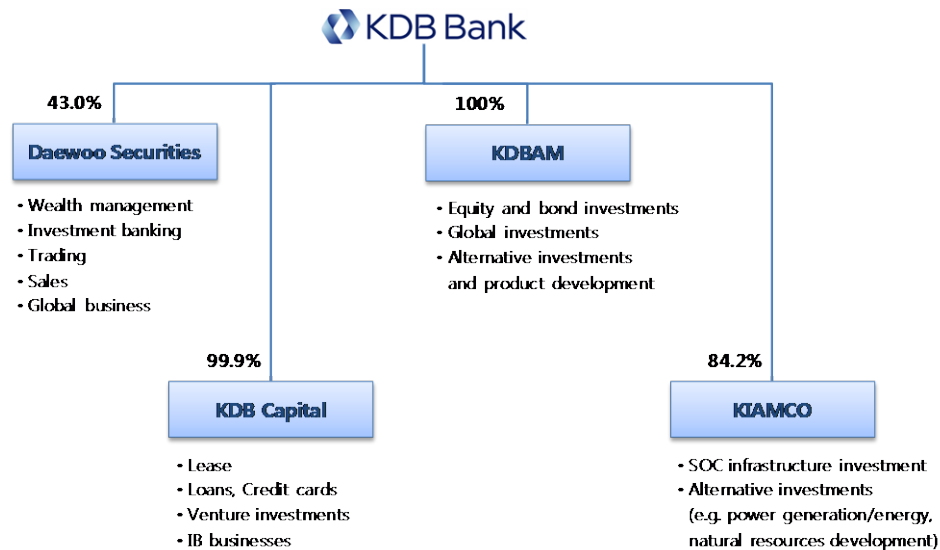 KDB Bank
43.0%
Daewoo Securities
• Wealth management
• Investment banking
• Trading
• Sales
• Global business
100%
KDBAM
• Equity and bond investments
• Global investments
• Alternative investments
and product development
99.9%
KDB Capital
• Lease
• Loans, Credit cards
• Venture investments
• IB businesses
84.2%
KIAMCO
• SOC infrastructure investment
• Alternative investments
(e.g. power generation/energy,
natural resources development)